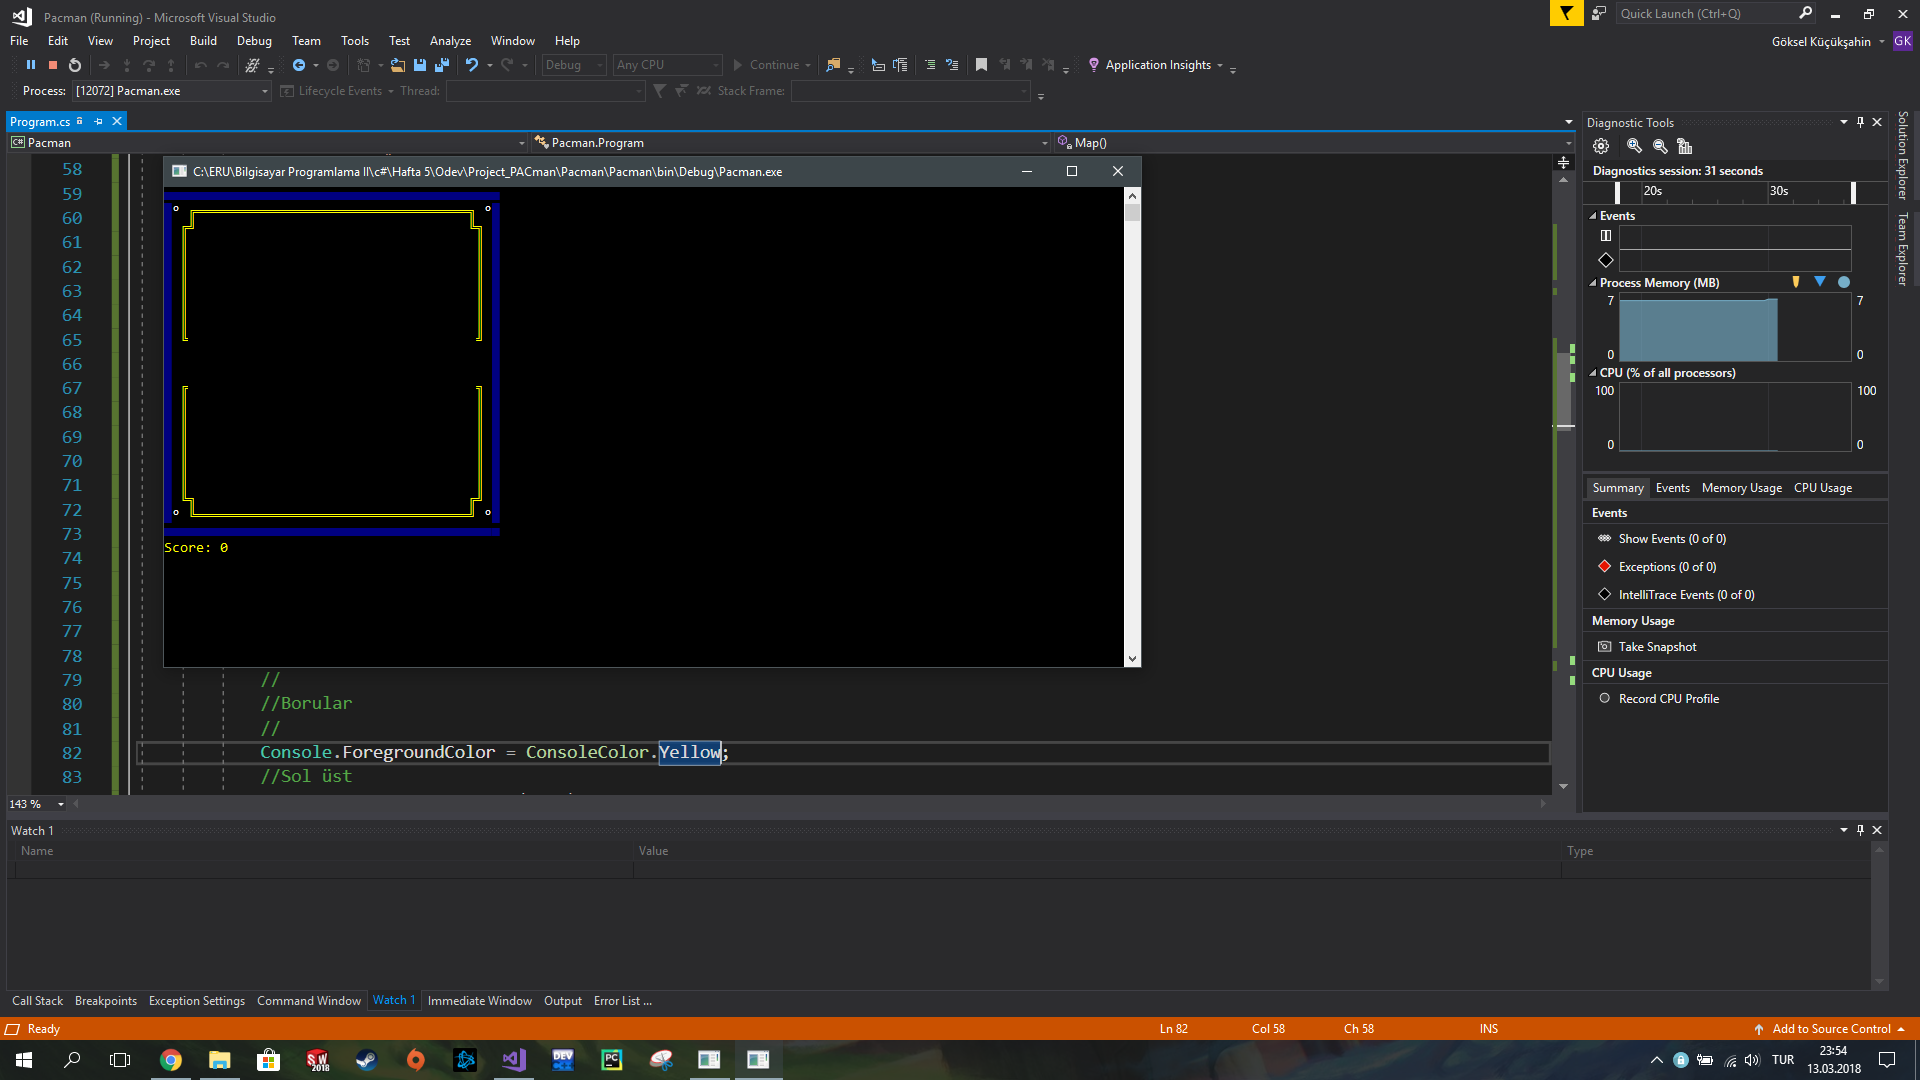 Pacman (Running) - Microsoft Visual Studio
Quick Launch (Ctrl+Q)
File Edit View Project Build Debug Team Tools Test Analyze Window Help
Göksel Küçükşahin GK
Debug Any CPU Continue Application Insights
Process: [12072] Pacman.exe Lifecycle Events Thread: Stack Frame:
Program.cs
C# Pacman Pacman.Program Map()
C:\ERU\Bilgisayar Programlama II\c#\Hafta 5\Odev\Project_PACman\Pacman\Pacman\bin\Debug\Pacman.exe
Score: 0
58
59
60
61
62
63
64
65
66
67
68
69
70
71
72
73
74
75
76
77
78
79 //
80 //Borular
81 //
82 Console.ForegroundColor = ConsoleColor.Yellow;
83 //Sol üst
143 %
Diagnostic Tools
Diagnostics session: 31 seconds
20s 30s
Events
Process Memory (MB)
7 7
0 0
CPU (% of all processors)
100 100
0 0
Summary Events Memory Usage CPU Usage
Events
Show Events (0 of 0)
Exceptions (0 of 0)
IntelliTrace Events (0 of 0)
Memory Usage
Take Snapshot
CPU Usage
Record CPU Profile
Solution Explorer
Team Explorer
Watch 1
Name Value Type
Call Stack Breakpoints Exception Settings Command Window Watch 1 Immediate Window Output Error List ...
Ready Ln 82 Col 58 Ch 58 INS Add to Source Control
SW 2018 DEV PC TUR 23:54
13.03.2018